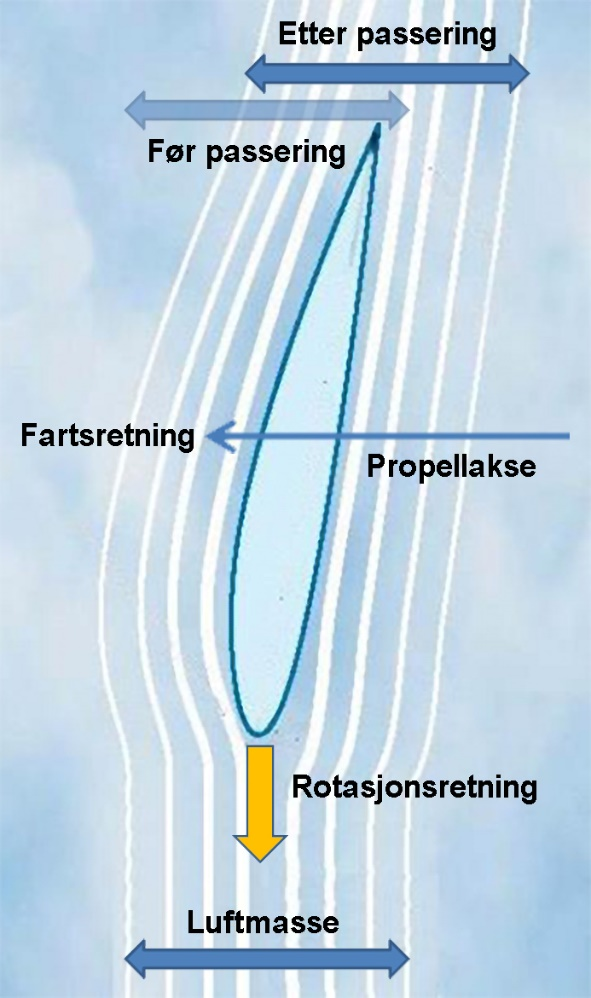 Etter passering
Før passering
Fartsretning
Propellakse
Rotasjonsretning
Luftmasse